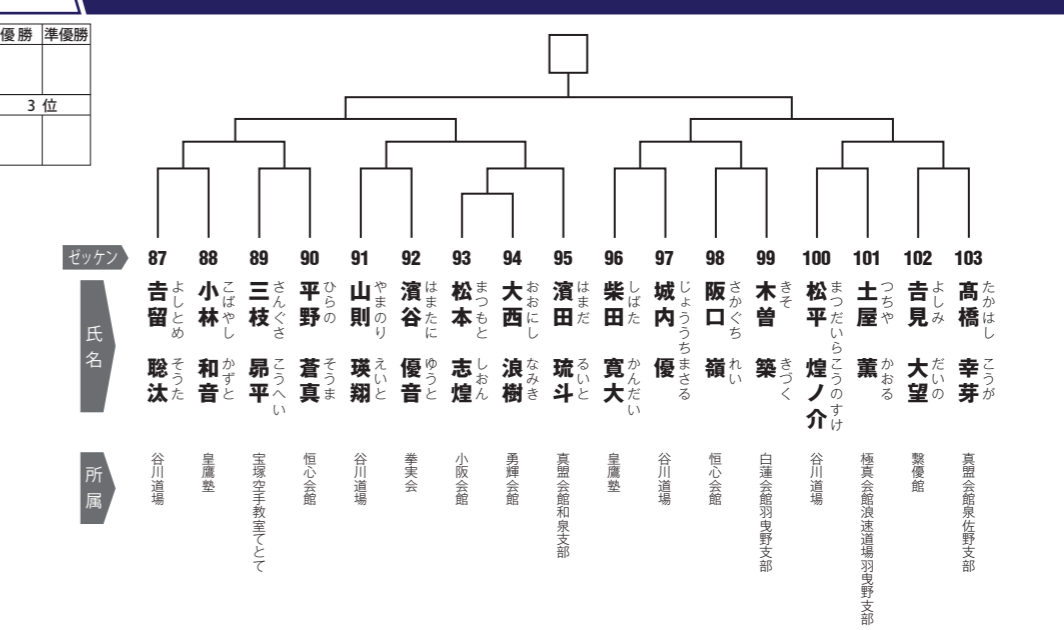 優勝 準優勝
3 位
ゼッケン 87 88 89 90 91 92 93 94 95 96 97 98 99 100 101 102 103
氏名
𠮷留 聡汰
よしとめ そうた
小林 和音
こばやし かずと
三枝 昴平
さんぐさ こうへい
平野 蒼真
ひらの そうま
山則 瑛翔
やまのり えいと
濱谷 優音
はまたに ゆうと
松本 志煌
まつもと しおん
大西 浪樹
おおにし なみき
濱田 琉斗
はまだ るいと
柴田 寛大
しばた かんだい
城内 優
じょううち まさる
阪口 嶺
さかぐち れい
木曽 築
きそ きづく
松平 煌ノ介
まつだいら こうのすけ
土屋 薫
つちや かおる
𠮷見 大望
よしみ だいの
髙橋 幸芽
たかはし こうが
所属
谷川道場
皇鷹塾
宝塚空手教室てとて
恒心会館
谷川道場
拳実会
小阪会館
勇輝会館
真盟会館和泉支部
皇鷹塾
谷川道場
恒心会館
白蓮会館羽曳野支部
谷川道場
極真会館浪速道場羽曳野支部
繋優館
真盟会館泉佐野支部